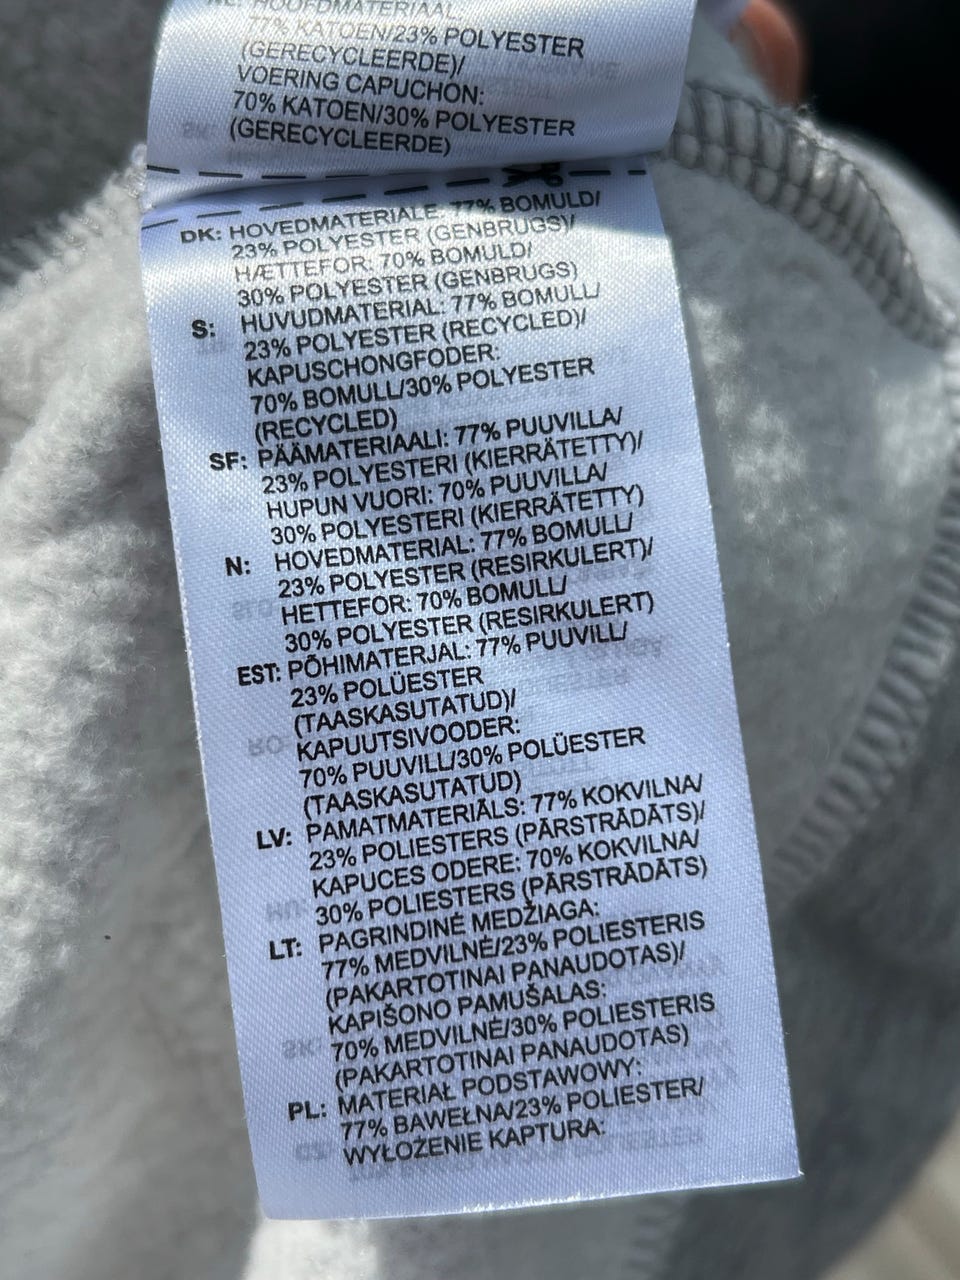 NL: HOOFDMATERIAAL:
77% KATOEN/23% POLYESTER
(GERECYCLEERDE)/
VOERING CAPUCHON:
70% KATOEN/30% POLYESTER
(GERECYCLEERDE)
DK: HOVEDMATERIALE: 77% BOMULD/
23% POLYESTER (GENBRUGS)/
HÆTTEFOR: 70% BOMULD/
30% POLYESTER (GENBRUGS)
S: HUVUDMATERIAL: 77% BOMULL/
23% POLYESTER (RECYCLED)/
KAPUSCHONGFODER:
70% BOMULL/30% POLYESTER
(RECYCLED)
SF: PÄÄMATERIAALI: 77% PUUVILLA/
23% POLYESTERI (KIERRÄTETTY)/
HUPUN VUORI: 70% PUUVILLA/
30% POLYESTERI (KIERRÄTETTY)
N: HOVEDMATERIAL: 77% BOMULL/
23% POLYESTER (RESIRKULERT)/
HETTEFOR: 70% BOMULL/
30% POLYESTER (RESIRKULERT)
EST: PÕHIMATERJAL: 77% PUUVILL/
23% POLÜESTER
(TAASKASUTATUD)/
KAPUUTSIVOODER:
70% PUUVILL/30% POLÜESTER
(TAASKASUTATUD)
LV: PAMATMATERIĀLS: 77% KOKVILNA/
23% POLIESTERS (PĀRSTRĀDĀTS)/
KAPUCES ODERE: 70% KOKVILNA/
30% POLIESTERS (PĀRSTRĀDĀTS)
LT: PAGRINDINĖ MEDŽIAGA:
77% MEDVILNĖ/23% POLIESTERIS
(PAKARTOTINAI PANAUDOTAS)/
KAPIŠONO PAMUŠALAS:
70% MEDVILNĖ/30% POLIESTERIS
(PAKARTOTINAI PANAUDOTAS)
PL: MATERIAŁ PODSTAWOWY:
77% BAWEŁNA/23% POLIESTER/
WYŁOŻENIE KAPTURA: